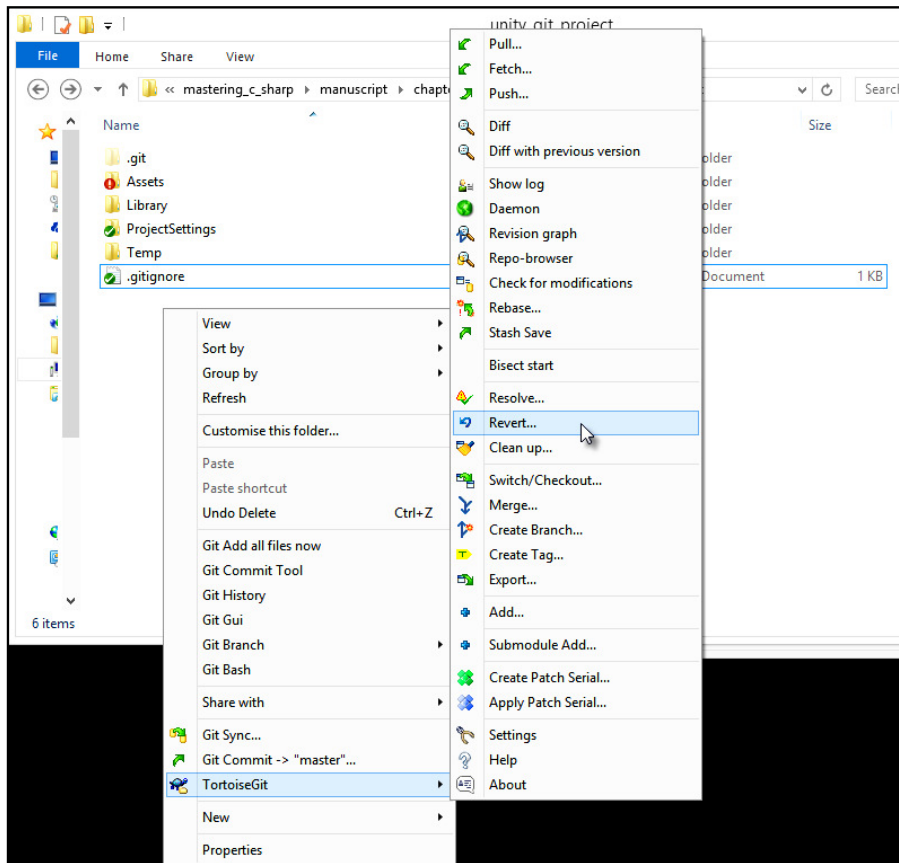 unity_git_project
File Home Share View
« mastering_c_sharp manuscript Search
Name Size
.git older
Assets older
Library older
ProjectSettings older
Temp older
.gitignore Document 1 KB
6 items
View
Sort by
Group by
Refresh
Customise this folder...
Paste
Paste shortcut
Undo Delete Ctrl+Z
Git Add all files now
Git Commit Tool
Git History
Git Gui
Git Branch
Git Bash
Share with
Git Sync...
Git Commit -> "master"...
TortoiseGit
New
Properties
Pull...
Fetch...
Push...
Diff
Diff with previous version
Show log
Daemon
Revision graph
Repo-browser
Check for modifications
Rebase...
Stash Save
Bisect start
Resolve...
Revert...
Clean up...
Switch/Checkout...
Merge...
Create Branch...
Create Tag...
Export...
Add...
Submodule Add...
Create Patch Serial...
Apply Patch Serial...
Settings
Help
About